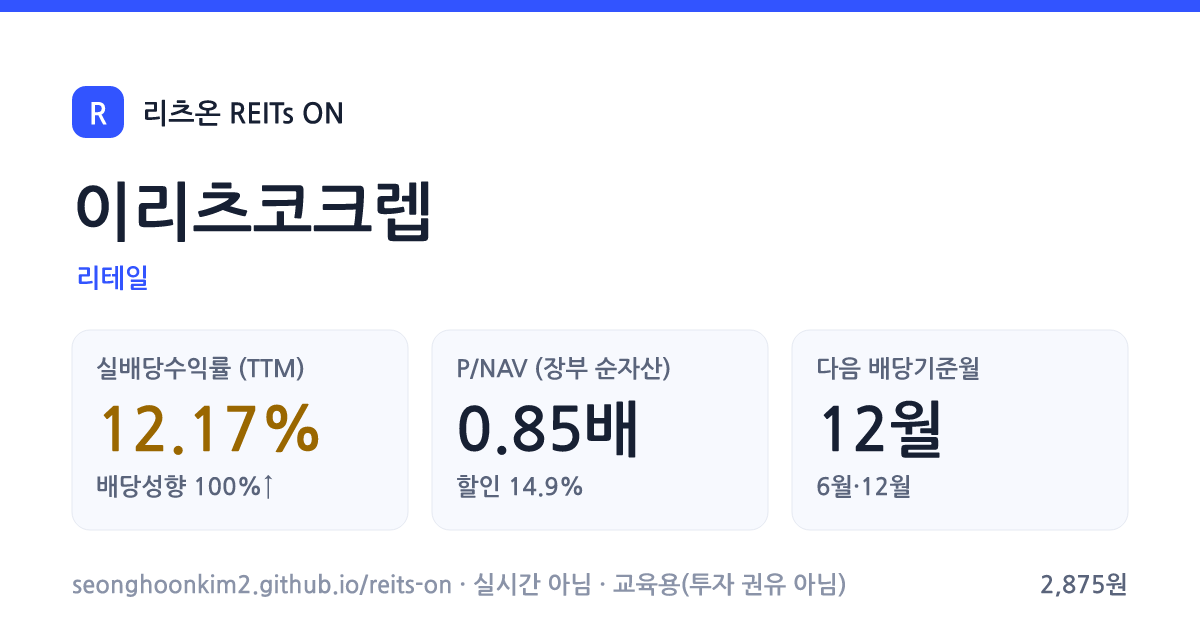 R 리츠온 REITs ON
이리츠코크렙
리테일
실배당수익률 (TTM)
12.17%
배당성향 100%↑
P/NAV (장부 순자산)
0.85배
할인 14.9%
다음 배당기준월
12월
6월·12월
seonghoonkim2.github.io/reits-on · 실시간 아님 · 교육용(투자 권유 아님)
2,875원